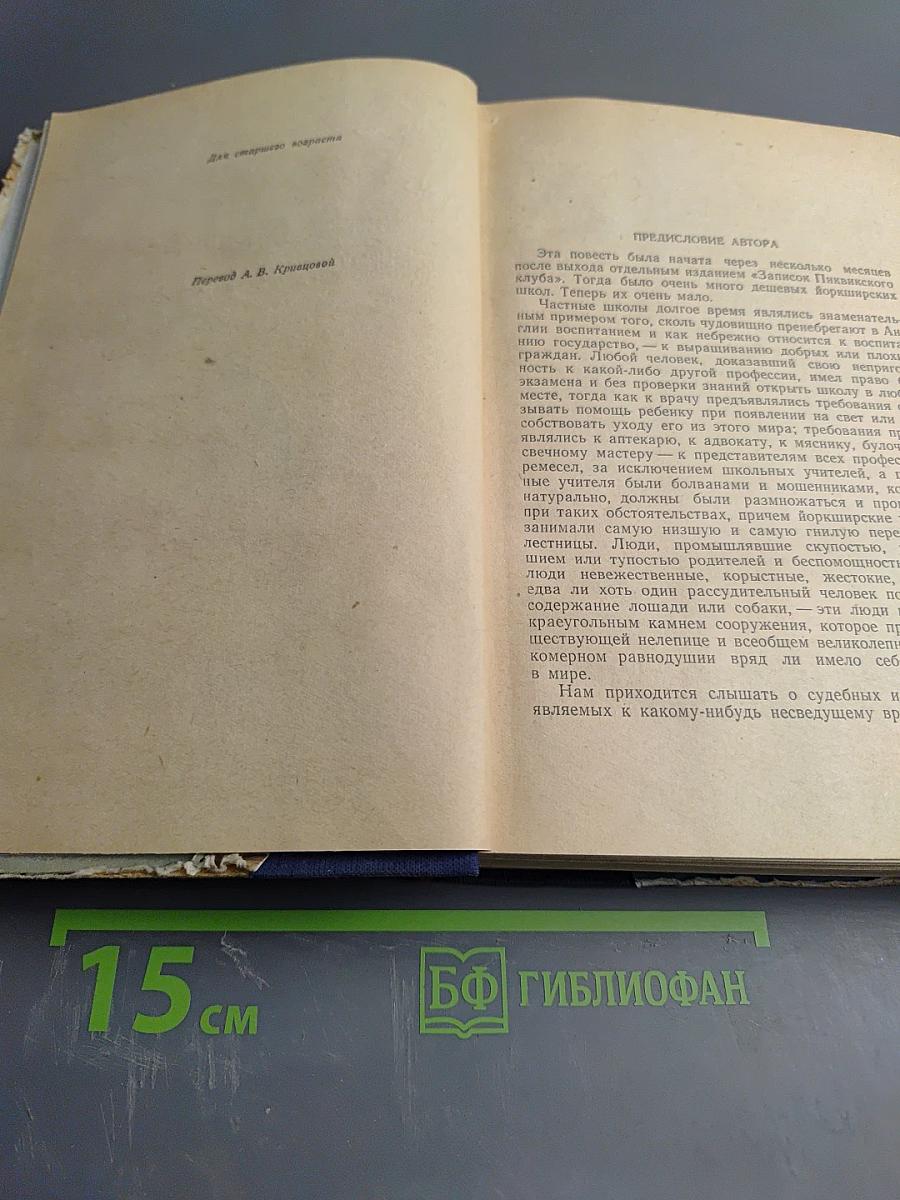 Для старшего возраста
Перевод А. В. Кривцовой
ПРЕДИСЛОВИЕ АВТОРА
Эта повесть была начата через несколько месяцев
после выхода отдельным изданием «Записок Пиквикского
клуба». Тогда было очень много дешевых йоркширских
школ. Теперь их очень мало.
Частные школы долгое время являлись знаменатель-
ным примером того, сколь чудовищно пренебрегают в Ан-
глии воспитанием и как небрежно относится к воспита-
нию государство, — к выращиванию добрых или плохи
граждан. Любой человек, доказавший свою неприго
ность к какой-либо другой профессии, имел право б
экзамена и без проверки знаний открыть школу в люб
месте, тогда как к врачу предъявлялись требования
зывать помощь ребенку при появлении на свет или
собствовать уходу его из этого мира; требования пр
являлись к аптекарю, к адвокату, к мяснику, булоч
свечному мастеру — к представителям всех профес
ремесел, за исключением школьных учителей, а
ные учителя были болванами и мошенниками, ко
натурально, должны были размножаться и про
при таких обстоятельствах, причем йоркширские
занимали самую низшую и самую гнилую пере
лестницы. Люди, промышлявшие скупостью,
шием или тупостью родителей и беспомощность
люди невежественные, корыстные, жестокие,
едва ли хоть один рассудительный человек по
содержание лошади или собаки, — эти люди
краеугольным камнем сооружения, которое пр
ществующей нелепице и всеобщем великолепн
комерном равнодушии вряд ли имело себ
в мире.
Нам приходится слышать о судебных и
являемых к какому-нибудь несведущему вр
15 см
БФ ГИБЛИОФАН